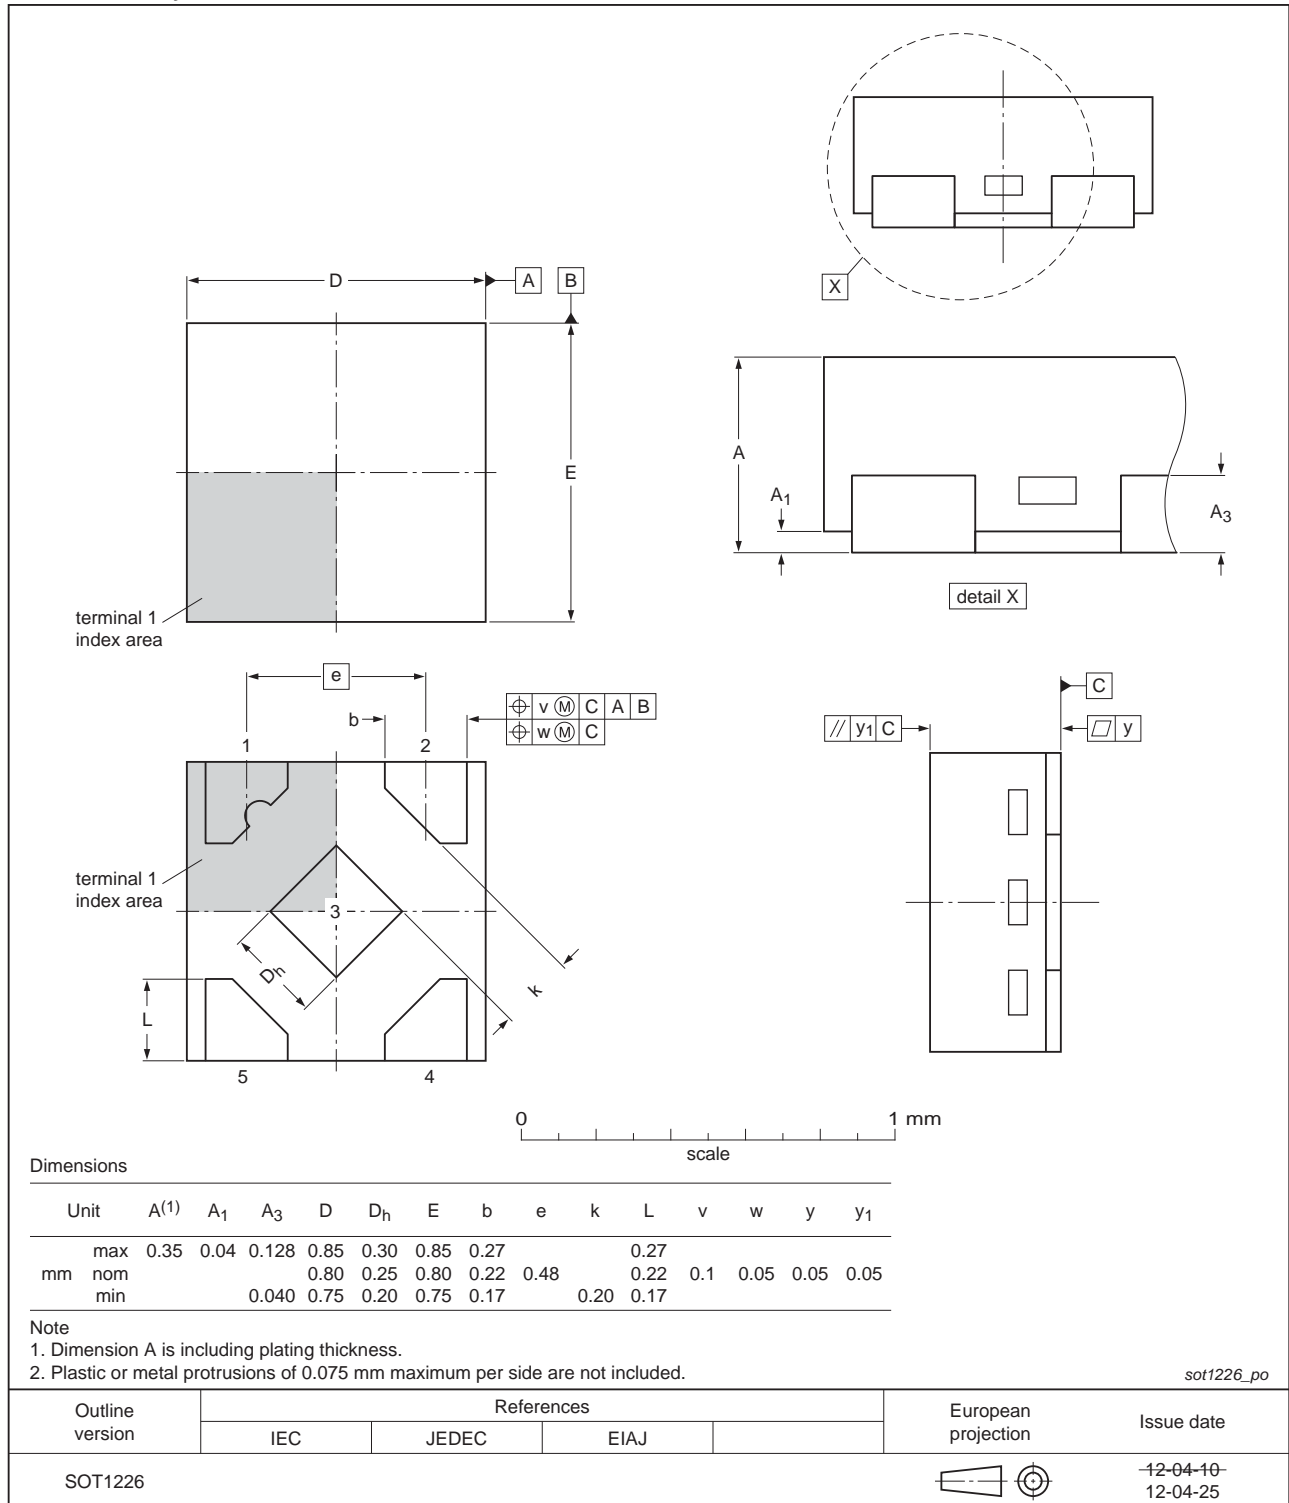 X
D
A
B
E
terminal 1
index area
A
A1
A3
detail X
e
b
v M C A B
w M C
1
2
terminal 1
index area
3
Dh
k
L
5
4
C
// y1 C
y
0
1 mm
scale
Dimensions
Unit A(1) A1 A3 D Dh E b e k L v w y y1
max 0.35 0.04 0.128 0.85 0.30 0.85 0.27 0.27
mm nom 0.80 0.25 0.80 0.22 0.48 0.22 0.1 0.05 0.05 0.05
min 0.040 0.75 0.20 0.75 0.17 0.20 0.17
Note
1. Dimension A is including plating thickness.
2. Plastic or metal protrusions of 0.075 mm maximum per side are not included.
sot1226_po
Outline
version
References
IEC JEDEC EIAJ
European
projection
Issue date
SOT1226
12-04-10
12-04-25